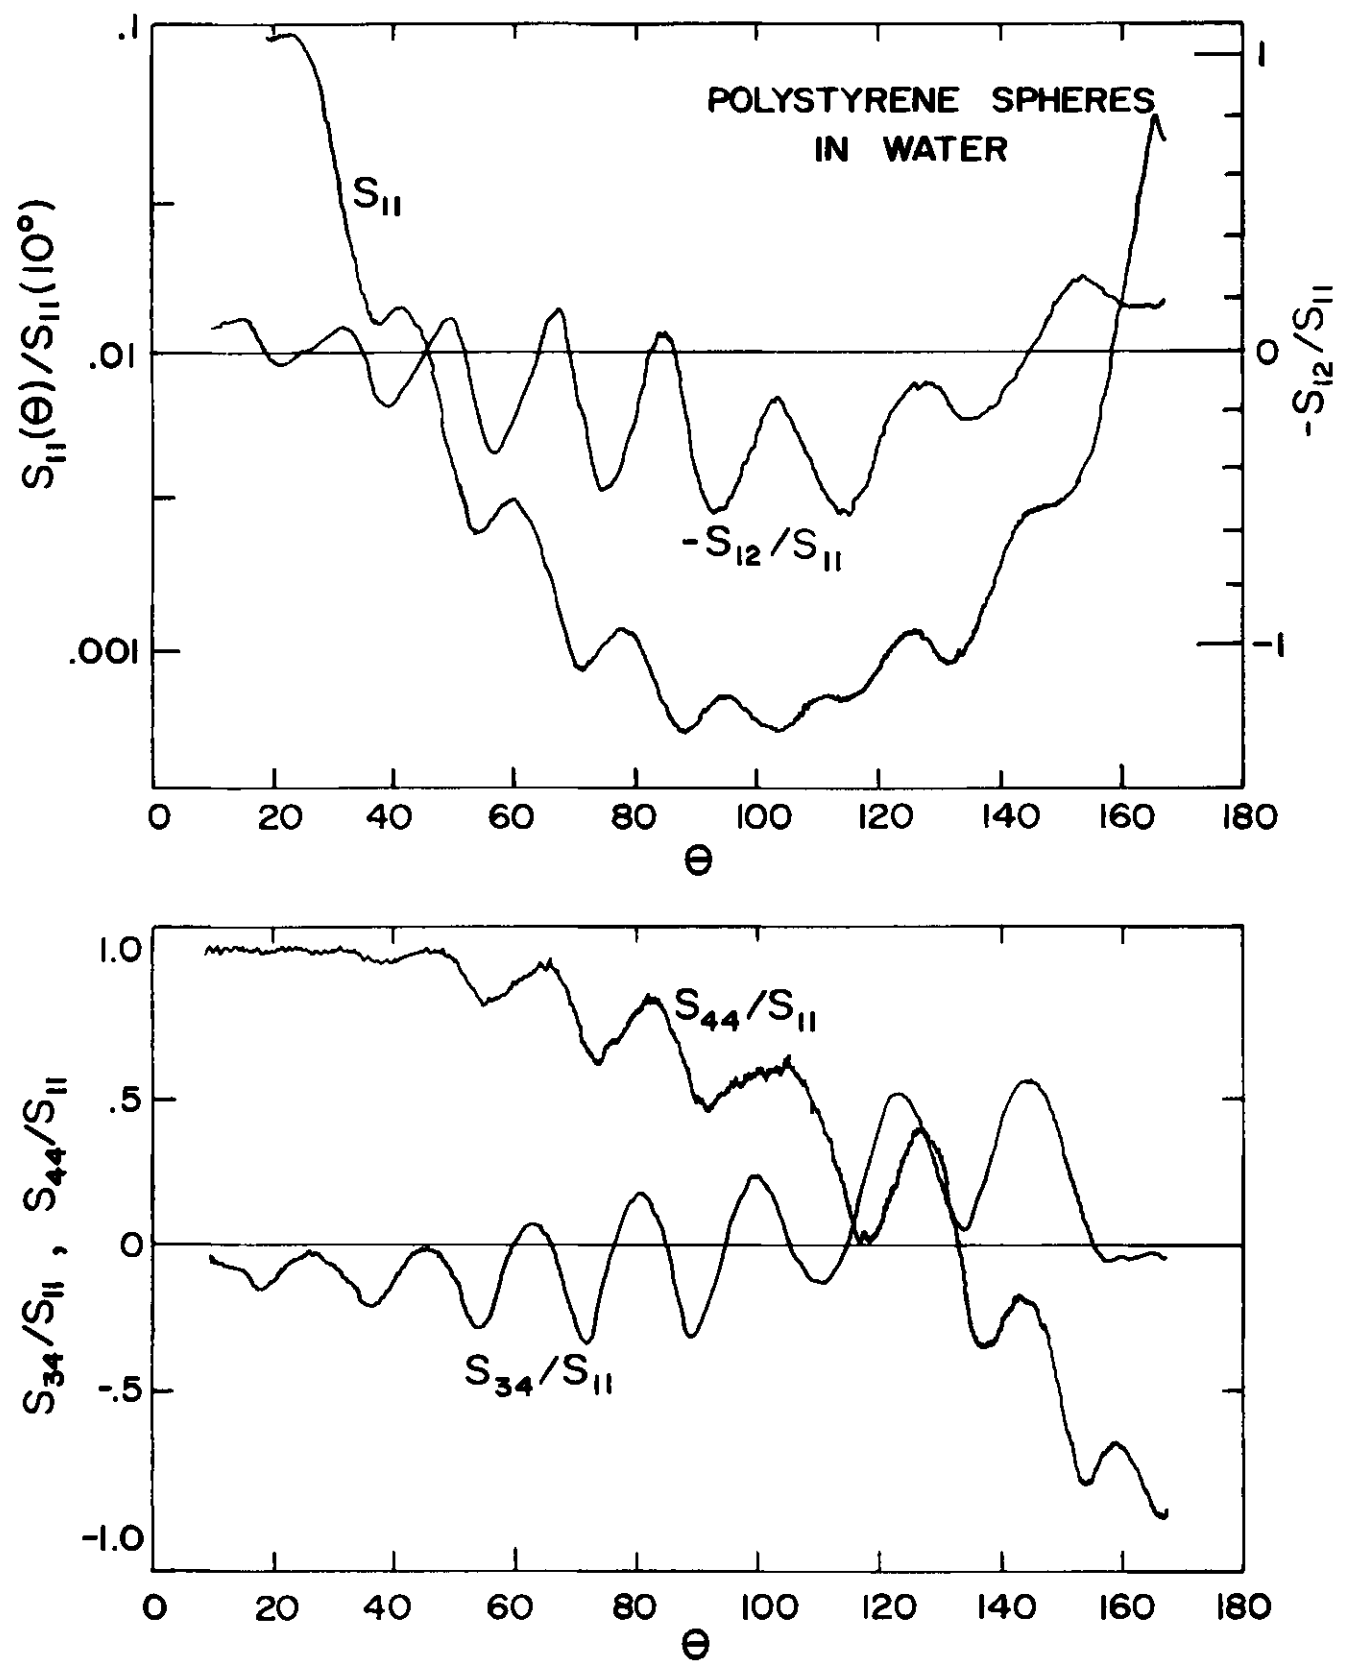 .1
1
POLYSTYRENE SPHERES
IN WATER
S11
S11(θ)/S11(10°)
.01
0
-S12/S11
-S12/S11
.001
-1
0 20 40 60 80 100 120 140 160 180
θ
1.0
S44/S11
.5
S34/S11 , S44/S11
0
S34/S11
-.5
-1.0
0 20 40 60 80 100 120 140 160 180
θ